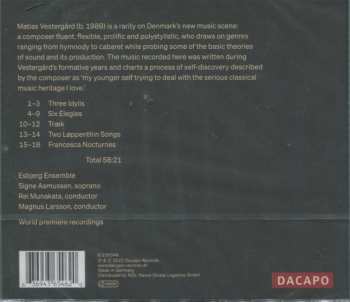 Matias Vestergård (b. 1989) is a rarity on Denmark's new music scene:
a composer fluent, flexible, prolific and polystylistic, who draws on genres
ranging from hymnody to cabaret while probing some of the basic theories
of sound and its production. The music recorded here was written during
Vestergård's formative years and charts a process of self-discovery described
by the composer as 'my younger self trying to deal with the serious classical
music heritage I love.'
1–3 Three Idylls
4–9 Six Elegies
10–12 Træk
13–14 Two Løpperithin Songs
15–18 Francesca Nocturnes
Total 58:21
Esbjerg Ensemble
Signe Asmussen, soprano
Rei Munakata, conductor
Magnus Larsson, conductor
World premiere recordings
Made in Germany
DACAPO